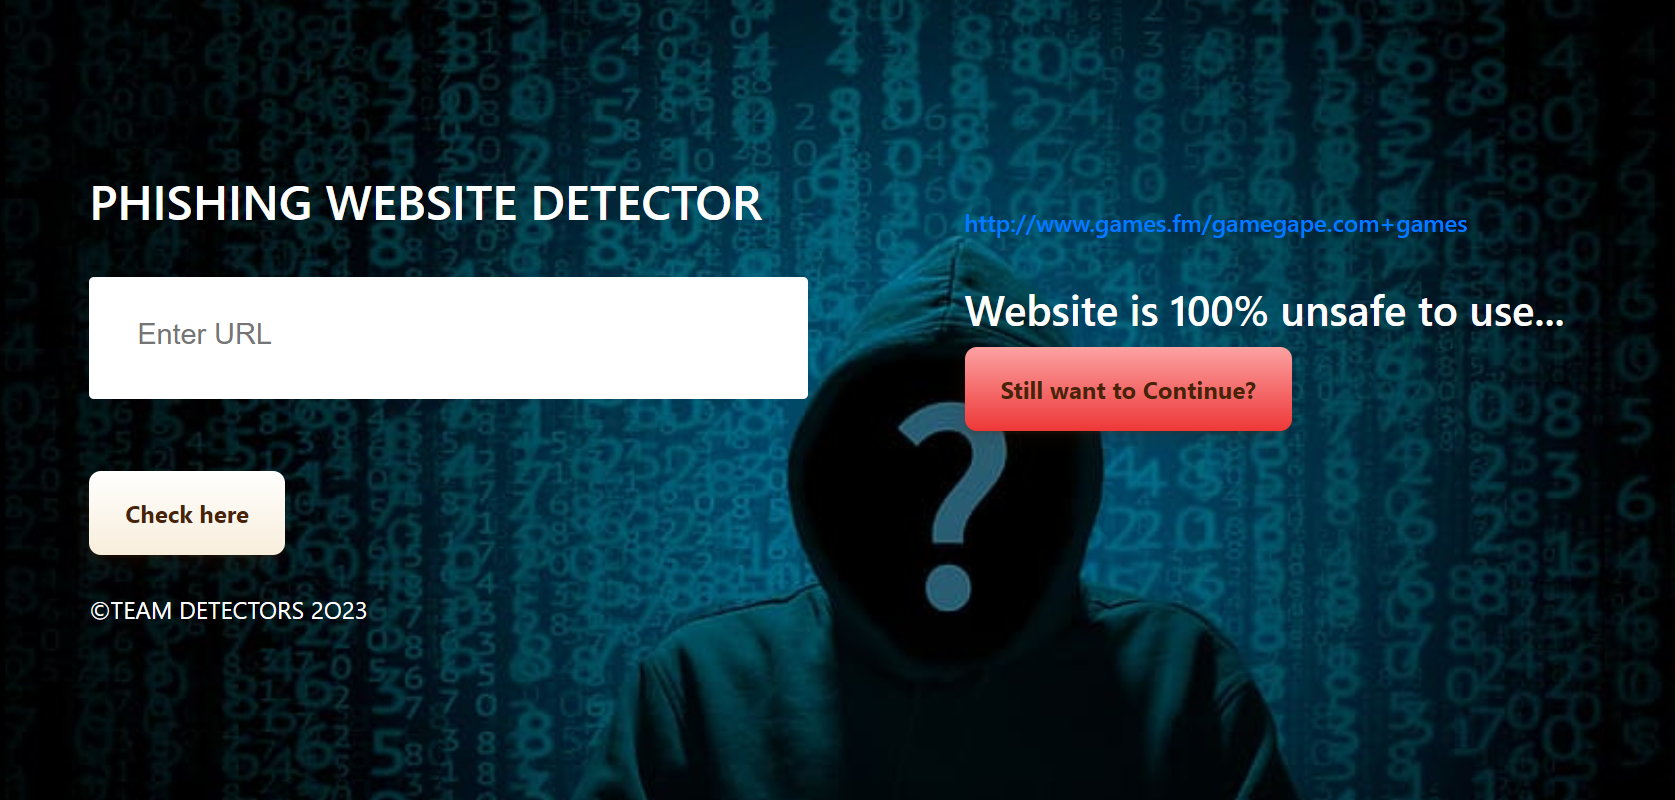 PHISHING WEBSITE DETECTOR
Enter URL
Check here
©TEAM DETECTORS 2O23
http://www.games.fm/gamegape.com+games
Website is 100% unsafe to use...
Still want to Continue?
?